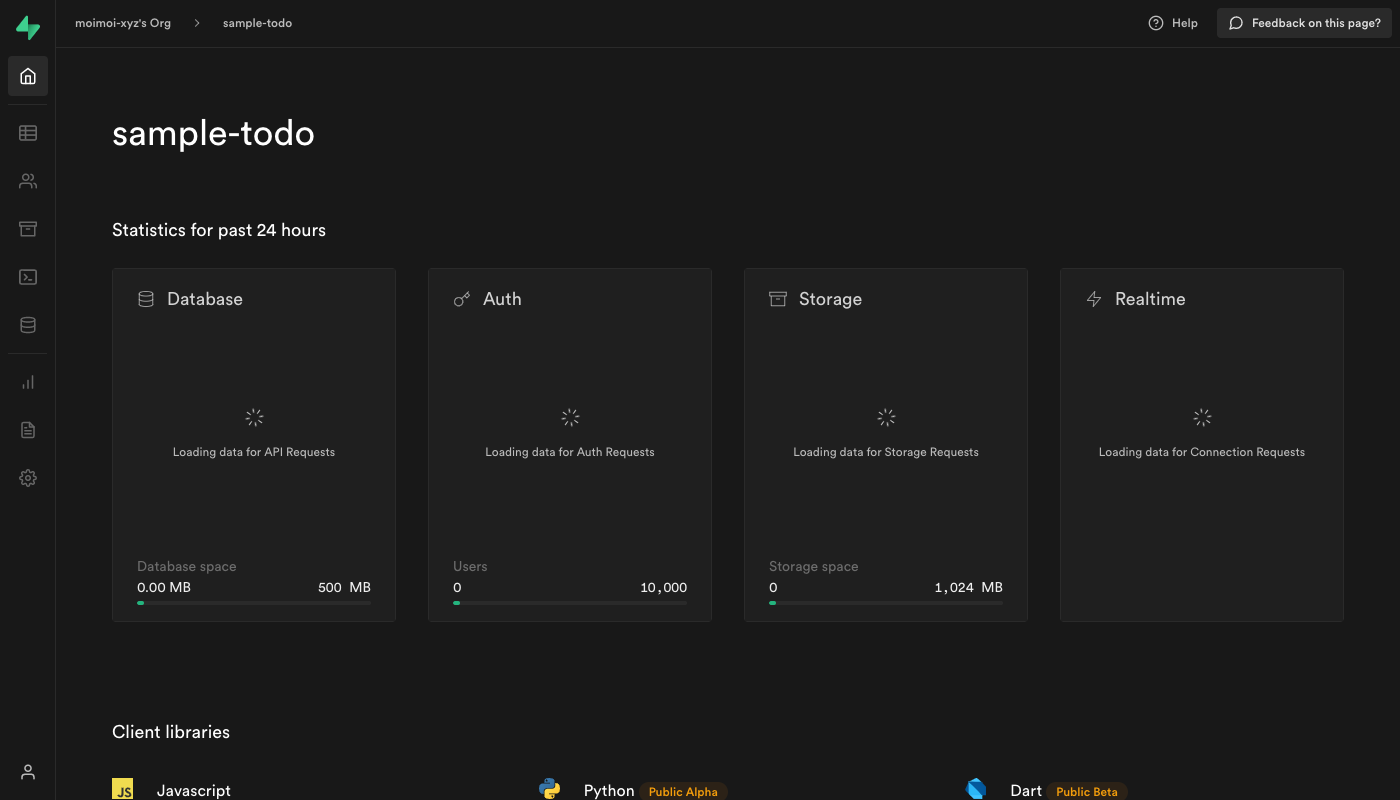 moimoi-xyz's Org
sample-todo
Help
Feedback on this page?
sample-todo
Statistics for past 24 hours
Database
Loading data for API Requests
Database space
0.00 MB 500 MB
Auth
Loading data for Auth Requests
Users
0 10,000
Storage
Loading data for Storage Requests
Storage space
0 1,024 MB
Realtime
Loading data for Connection Requests
Client libraries
JS Javascript
Python Public Alpha
Dart Public Beta